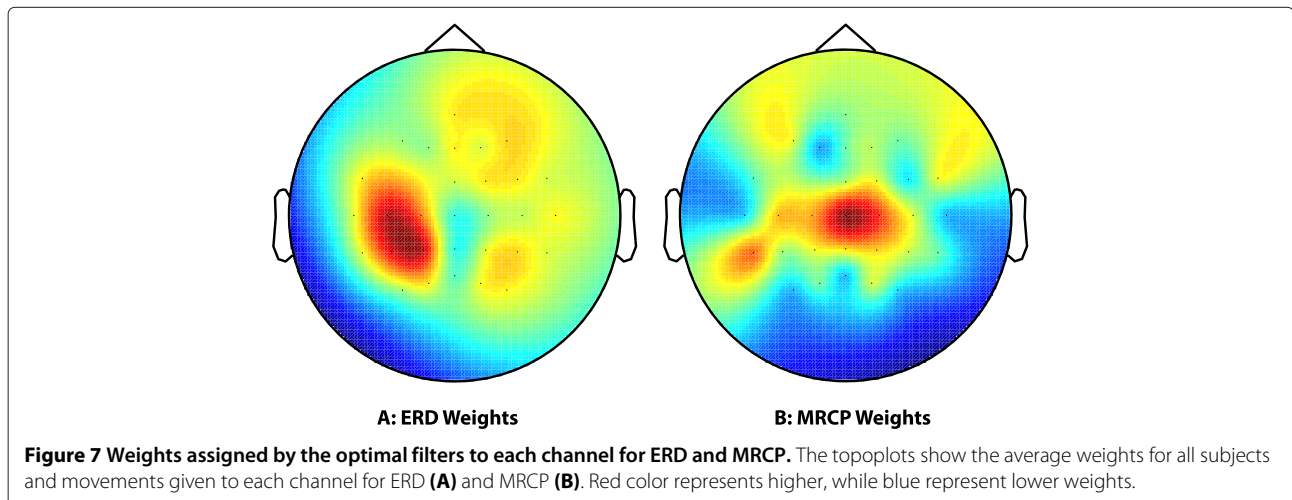 A: ERD Weights
B: MRCP Weights
Figure 7 Weights assigned by the optimal filters to each channel for ERD and MRCP. The topoplots show the average weights for all subjects
and movements given to each channel for ERD (A) and MRCP (B). Red color represents higher, while blue represent lower weights.